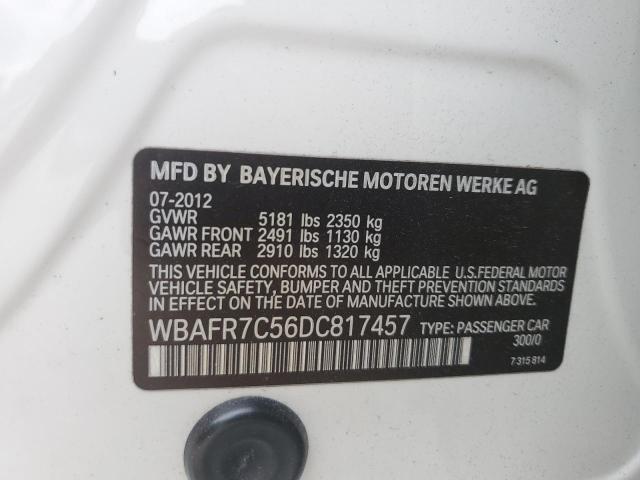 MFD BY BAYERISCHE MOTOREN WERKE AG
07-2012
GVWR 5181 lbs 2350 kg
GAWR FRONT 2491 lbs 1130 kg
GAWR REAR 2910 lbs 1320 kg
THIS VEHICLE CONFORMS TO ALL APPLICABLE U.S.FEDERAL MOTOR
VEHICLE SAFETY, BUMPER AND THEFT PREVENTION STANDARDS
IN EFFECT ON THE DATE OF MANUFACTURE SHOWN ABOVE.
WBAFR7C56DC817457 TYPE: PASSENGER CAR
300/0
7 315 814